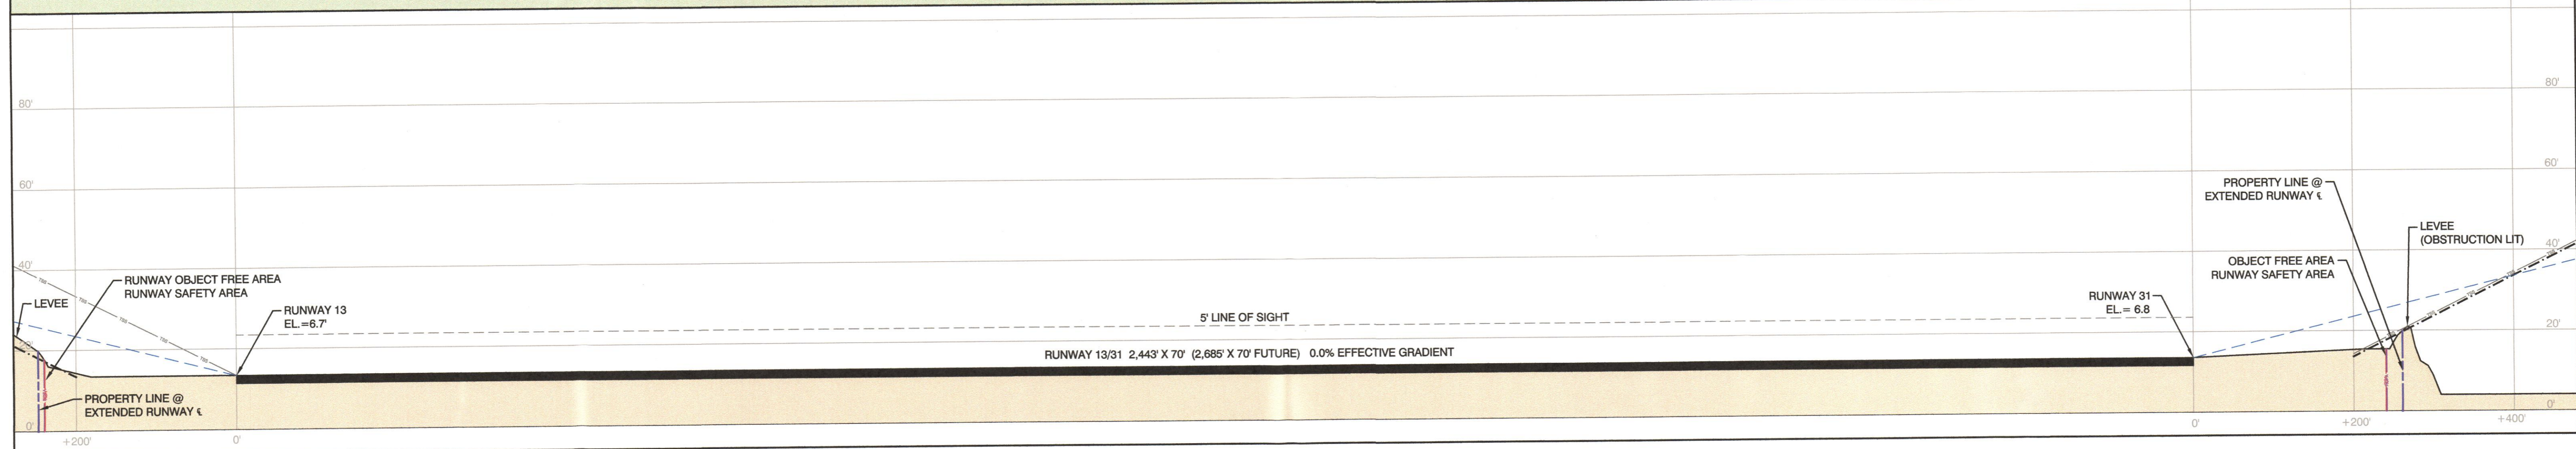 80'
60'
40'
20'
0'
LEVEE
RUNWAY OBJECT FREE AREA
RUNWAY SAFETY AREA
RUNWAY 13
EL.=6.7'
PROPERTY LINE @
EXTENDED RUNWAY ℄
+200'
0'
5' LINE OF SIGHT
RUNWAY 13/31 2,443' X 70' (2,685' X 70' FUTURE) 0.0% EFFECTIVE GRADIENT
RUNWAY 31
EL.= 6.8
PROPERTY LINE @
EXTENDED RUNWAY ℄
OBJECT FREE AREA
RUNWAY SAFETY AREA
LEVEE
(OBSTRUCTION LIT)
80'
60'
40'
20'
0'
0'
+200'
+400'